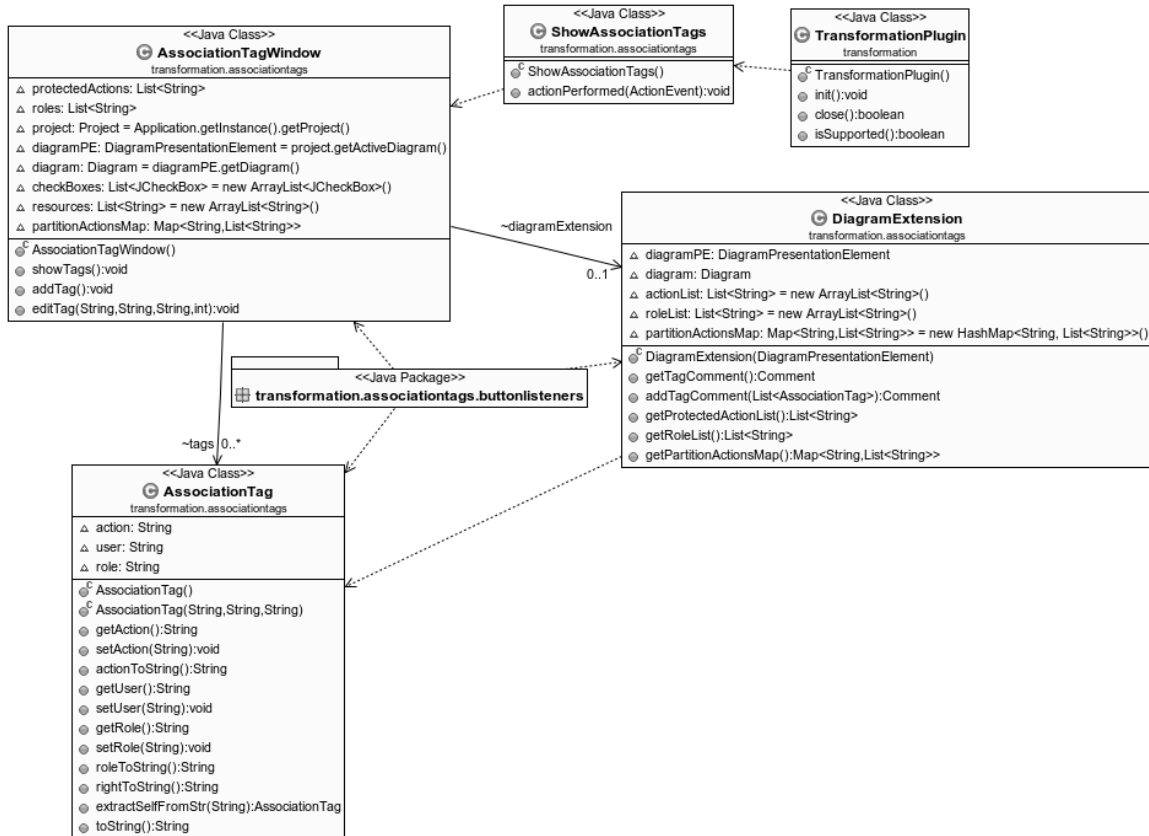 <<Java Class>>
AssociationTagWindow
transformation.associationtags
protectedActions: List<String>
roles: List<String>
project: Project = Application.getInstance().getProject()
diagramPE: DiagramPresentationElement = project.getActiveDiagram()
diagram: Diagram = diagramPE.getDiagram()
checkBoxes: List<JCheckBox> = new ArrayList<JCheckBox>()
resources: List<String> = new ArrayList<String>()
partitionActionsMap: Map<String,List<String>>
AssociationTagWindow()
showTags():void
addTag():void
editTag(String,String,String,int):void
<<Java Class>>
ShowAssociationTags
transformation.associationtags
ShowAssociationTags()
actionPerformed(ActionEvent):void
<<Java Class>>
TransformationPlugin
transformation
TransformationPlugin()
init():void
close():boolean
isSupported():boolean
~diagramExtension
0..1
<<Java Class>>
DiagramExtension
transformation.associationtags
diagramPE: DiagramPresentationElement
diagram: Diagram
actionList: List<String> = new ArrayList<String>()
roleList: List<String> = new ArrayList<String>()
partitionActionsMap: Map<String,List<String>> = new HashMap<String, List<String>>()
DiagramExtension(DiagramPresentationElement)
getTagComment():Comment
addTagComment(List<AssociationTag>):Comment
getProtectedActionList():List<String>
getRoleList():List<String>
getPartitionActionsMap():Map<String,List<String>>
<<Java Package>>
transformation.associationtags.buttonlisteners
~tags 0..*
<<Java Class>>
AssociationTag
transformation.associationtags
action: String
user: String
role: String
AssociationTag()
AssociationTag(String,String,String)
getAction():String
setAction(String):void
actionToString():String
getUser():String
setUser(String):void
getRole():String
setRole(String):void
roleToString():String
rightToString():String
extractSelfFromStr(String):AssociationTag
toString():String